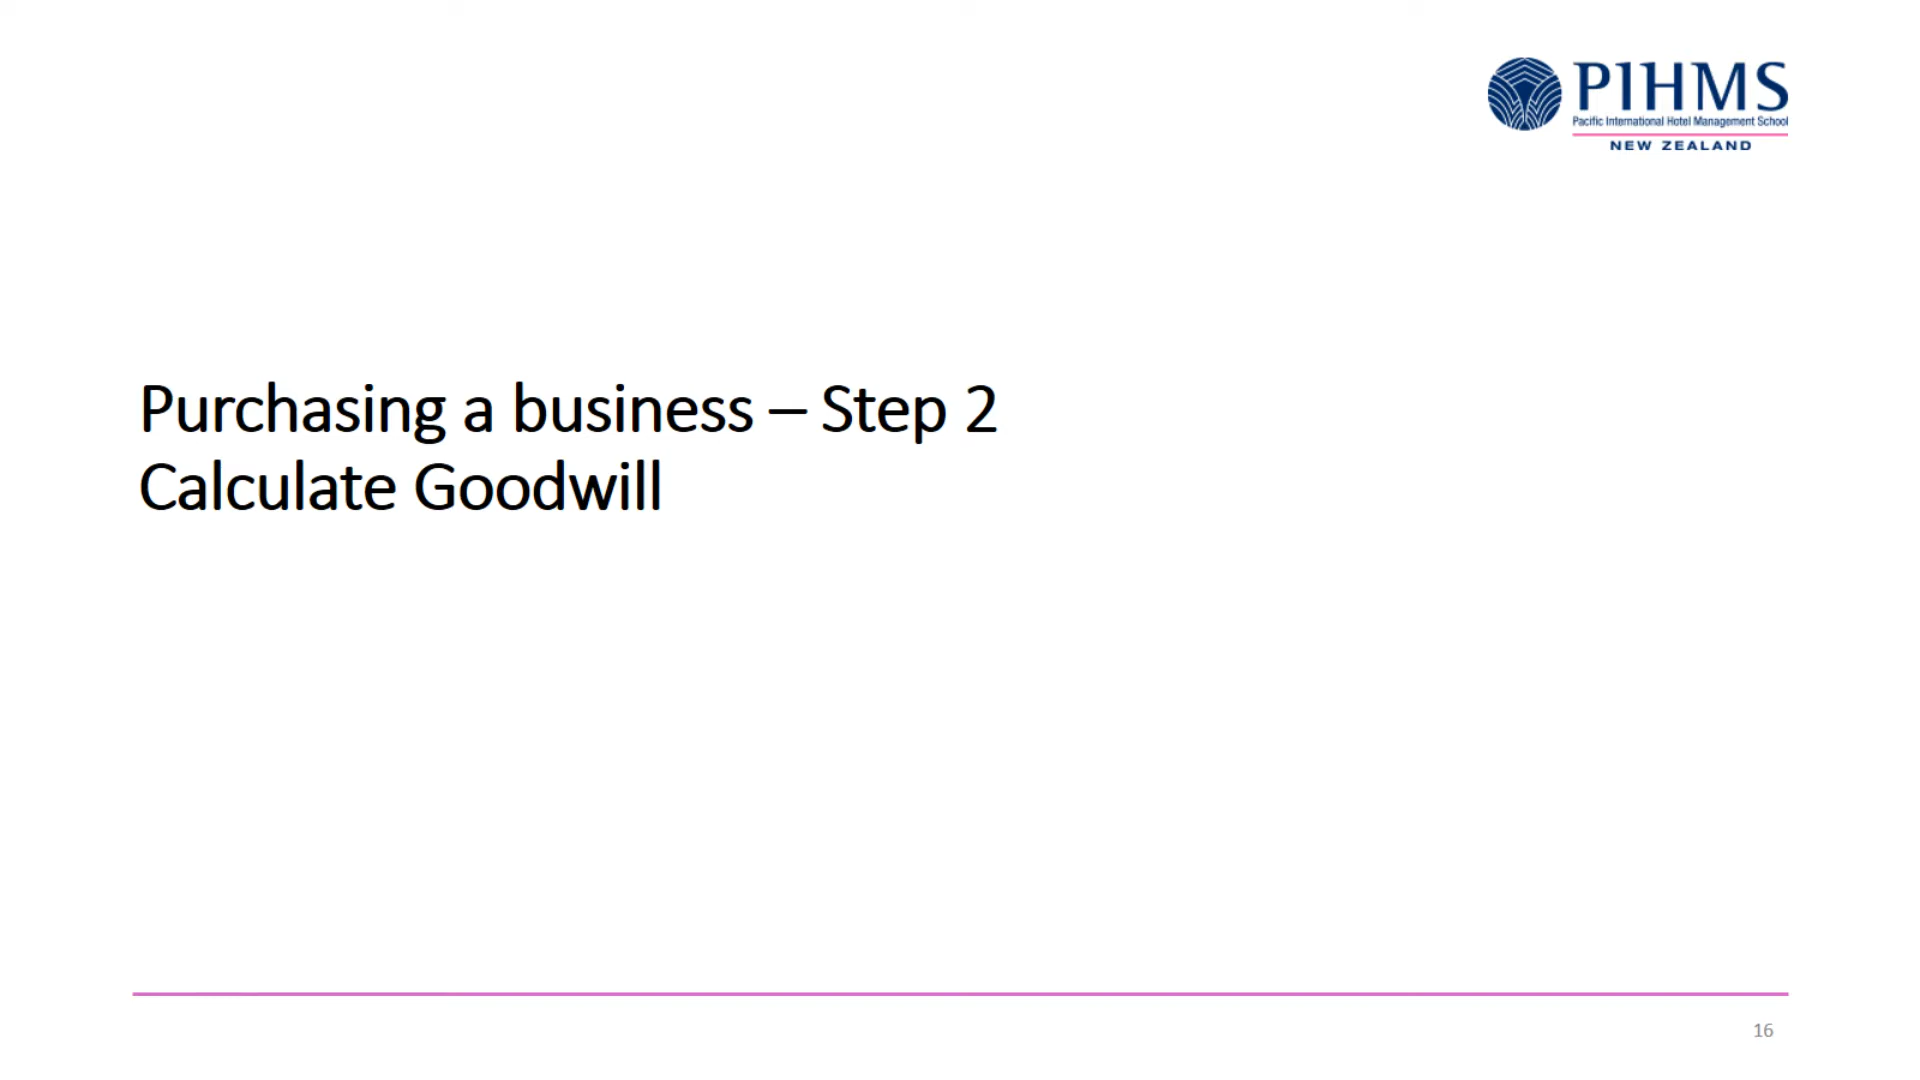 PIHMS
Pacific International Hotel Management School
NEW ZEALAND
Purchasing a business – Step 2
Calculate Goodwill
16